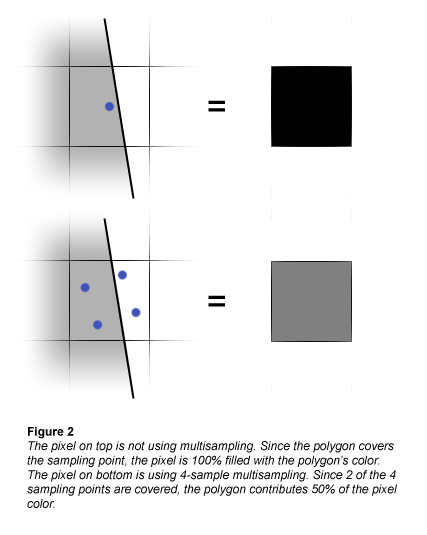 =
=
Figure 2
The pixel on top is not using multisampling. Since the polygon covers
the sampling point, the pixel is 100% filled with the polygon's color.
The pixel on bottom is using 4-sample multisampling. Since 2 of the 4
sampling points are covered, the polygon contributes 50% of the pixel
color.